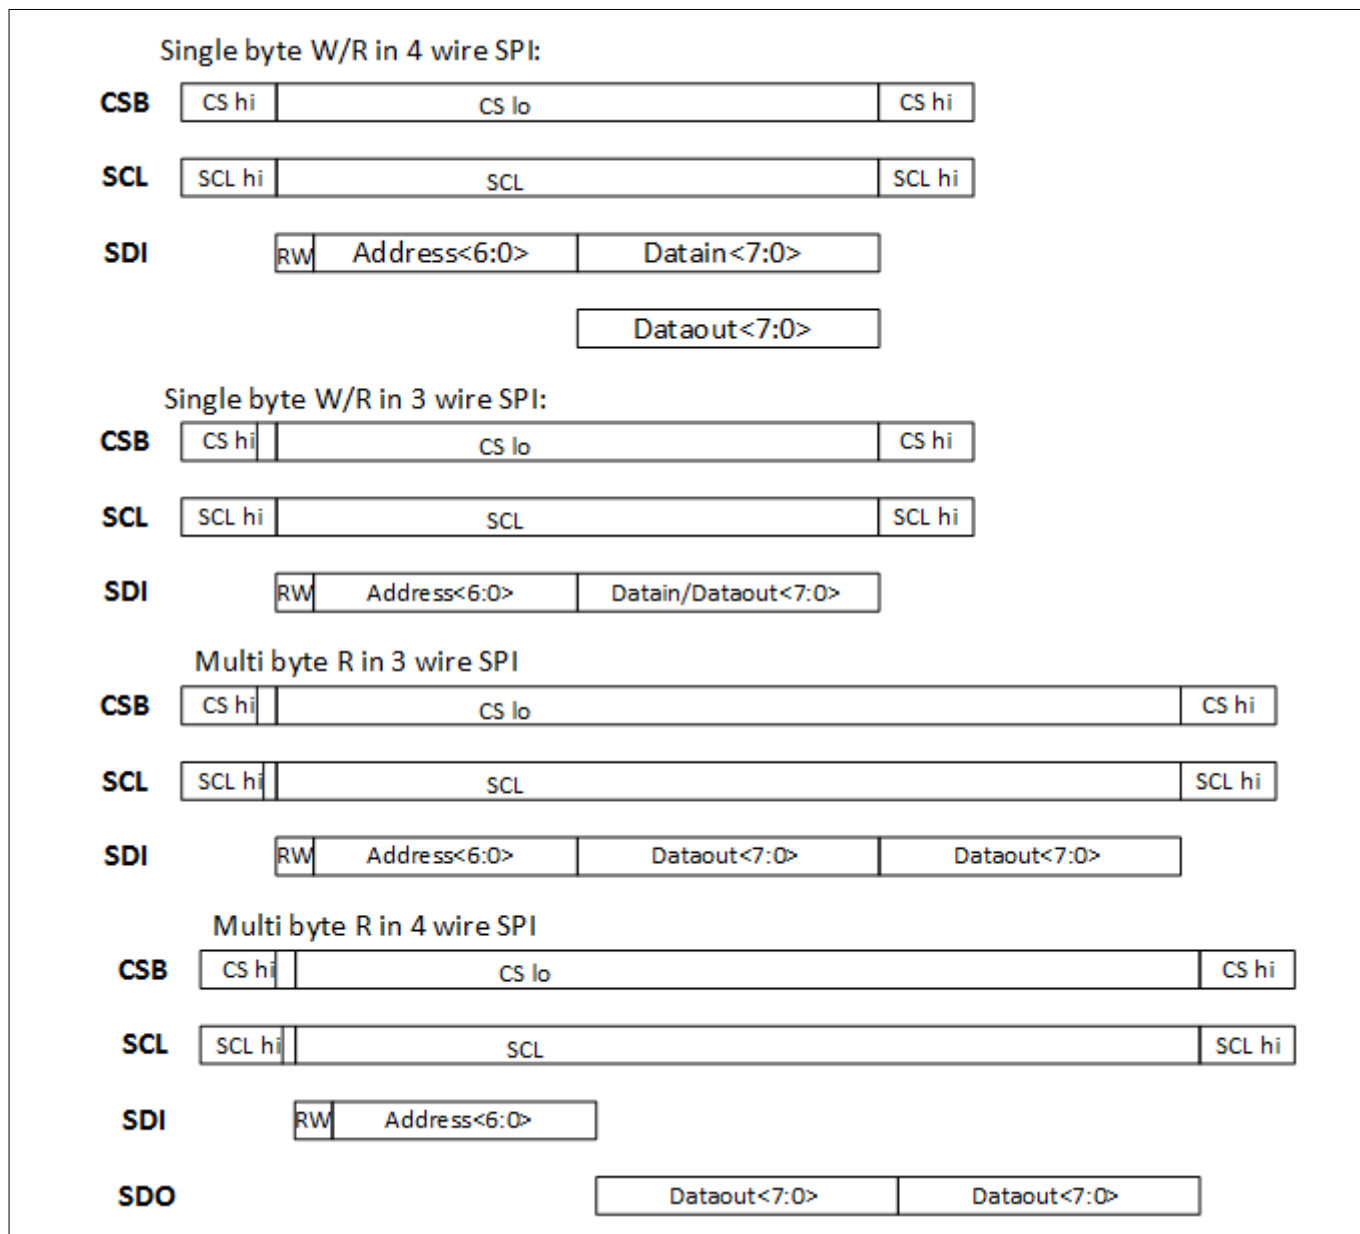 Single byte W/R in 4 wire SPI:
CSB CS hi CS lo CS hi
SCL SCL hi SCL SCL hi
SDI RW Address<6:0> Datain<7:0>
Dataout<7:0>
Single byte W/R in 3 wire SPI:
CSB CS hi CS lo CS hi
SCL SCL hi SCL SCL hi
SDI RW Address<6:0> Datain/Dataout<7:0>
Multi byte R in 3 wire SPI
CSB CS hi CS lo CS hi
SCL SCL hi SCL SCL hi
SDI RW Address<6:0> Dataout<7:0> Dataout<7:0>
Multi byte R in 4 wire SPI
CSB CS hi CS lo CS hi
SCL SCL hi SCL SCL hi
SDI RW Address<6:0>
SDO Dataout<7:0> Dataout<7:0>